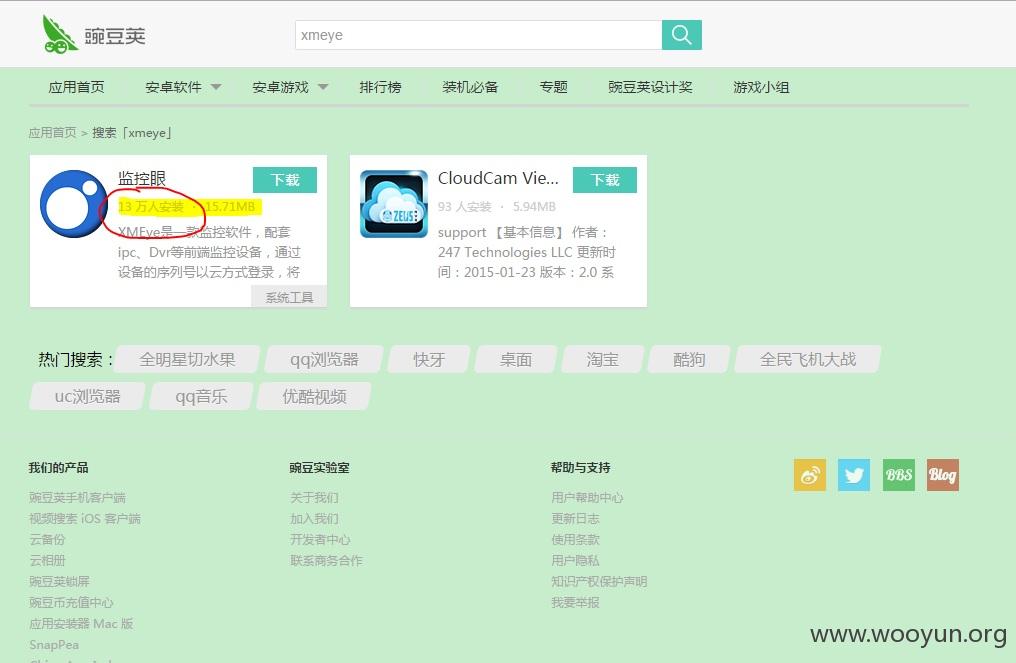 豌豆荚
xmeye
应用首页 安卓软件 安卓游戏 排行榜 装机必备 专题 豌豆荚设计奖 游戏小组
应用首页 > 搜索「xmeye」
监控眼
下载
13 万人安装 · 15.71MB
XMEye是一款监控软件，配套
ipc、Dvr等前端监控设备，通过
设备的序列号以云方式登录，将
系统工具
CloudCam Vie...
下载
93 人安装 · 5.94MB
support 【基本信息】 作者：
247 Technologies LLC 更新时
间：2015-01-23 版本：2.0 系
ZEUS
热门搜索： 全明星切水果 qq浏览器 快牙 桌面 淘宝 酷狗 全民飞机大战
uc浏览器 qq音乐 优酷视频
我们的产品
豌豆荚手机客户端
视频搜索 iOS 客户端
云备份
云相册
豌豆荚锁屏
豌豆币充值中心
应用安装器 Mac 版
SnapPea
豌豆实验室
关于我们
加入我们
开发者中心
联系商务合作
帮助与支持
用户帮助中心
更新日志
使用条款
用户隐私
知识产权保护声明
我要举报
BBS
Blog
www.wooyun.org